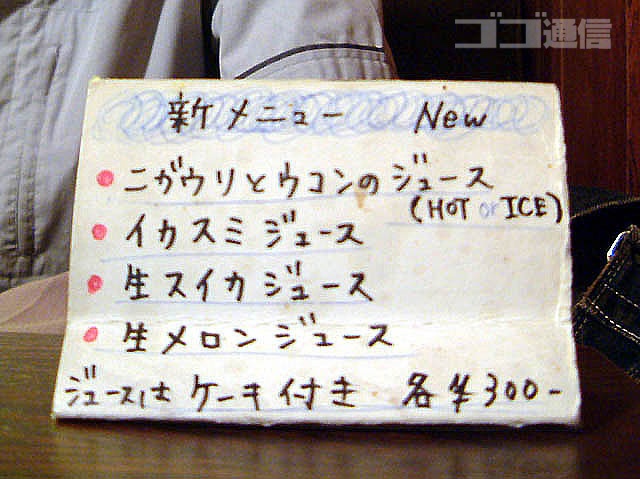 ゴゴ通信
新メニュー New
• ニガウリとウコンのジュース
(HOT or ICE)
• イカスミジュース
• 生スイカジュース
• 生メロンジュース
ジュースは ケーキ付き 各¥300-